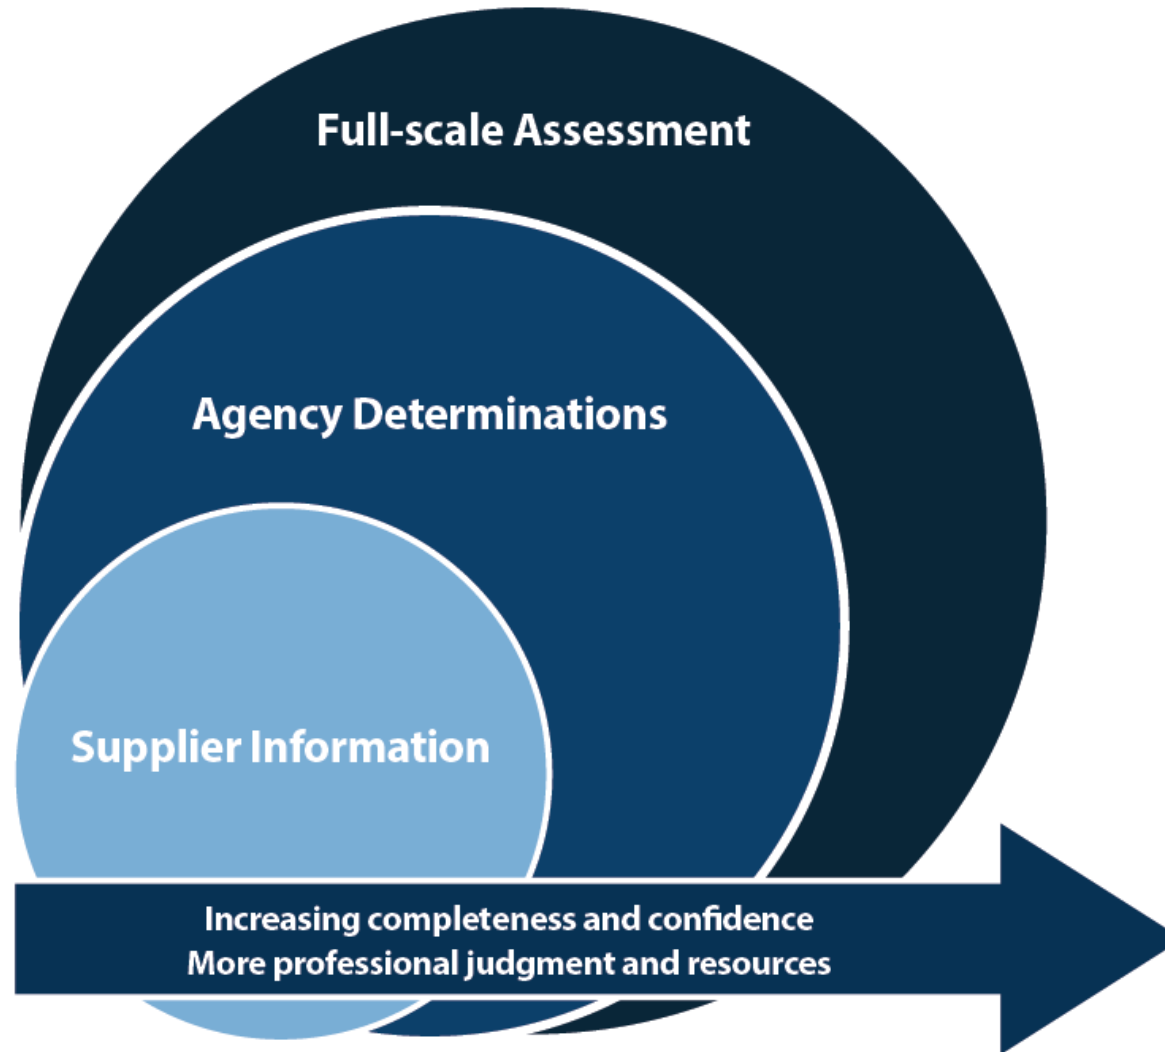 Full-scale Assessment
Agency Determinations
Supplier Information
Increasing completeness and confidence
More professional judgment and resources